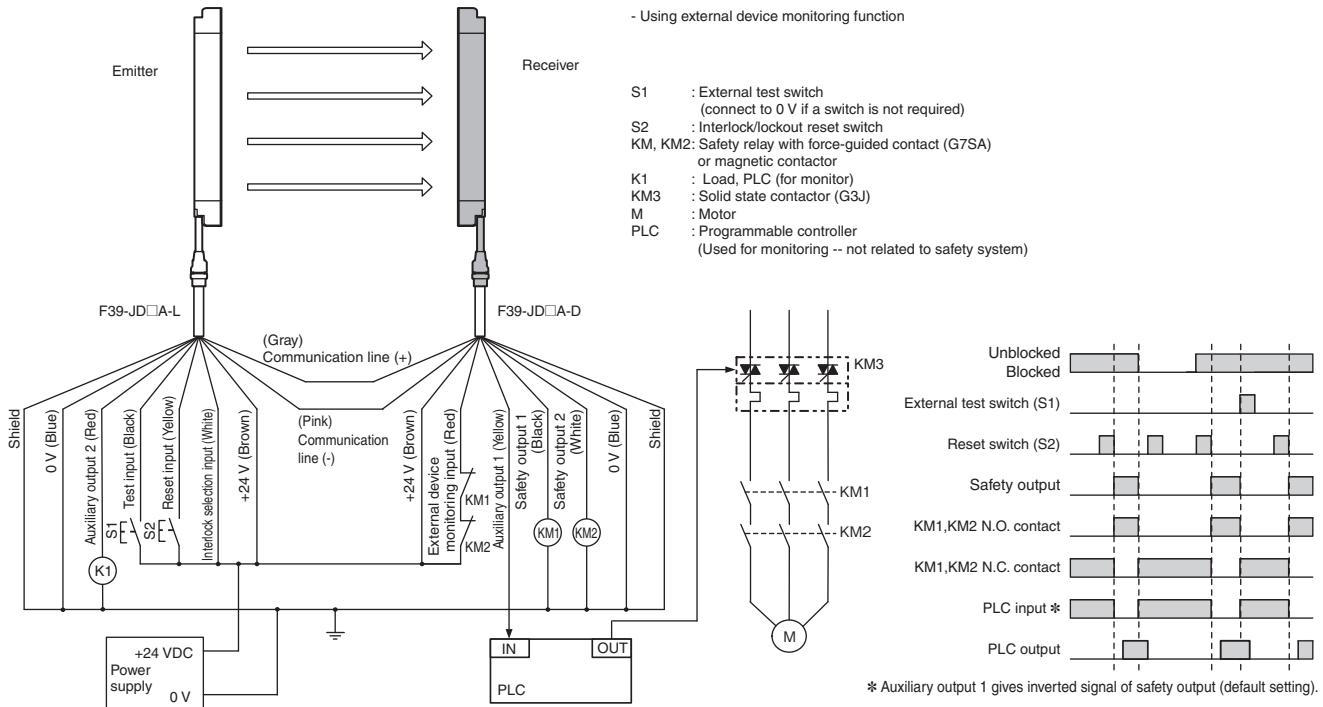 - Using external device monitoring function
Emitter
Receiver
S1 : External test switch
(connect to 0 V if a switch is not required)
S2 : Interlock/lockout reset switch
KM, KM2: Safety relay with force-guided contact (G7SA)
or magnetic contactor
K1 : Load, PLC (for monitor)
KM3 : Solid state contactor (G3J)
M : Motor
PLC : Programmable controller
(Used for monitoring -- not related to safety system)
F39-JD□A-L
F39-JD□A-D
(Gray)
Communication line (+)
(Pink)
Communication
line (-)
Shield
0 V (Blue)
Auxiliary output 2 (Red)
Test input (Black)
Reset input (Yellow)
Interlock selection input (White)
+24 V (Brown)
+24 V (Brown)
External device
monitoring input (Red)
Auxiliary output 1 (Yellow)
Safety output 1
(Black)
Safety output 2
(White)
0 V (Blue)
Shield
S1
S2
K1
KM1
KM2
KM1
KM2
+24 VDC
Power
supply
0 V
IN
OUT
PLC
KM3
KM1
KM2
M
Unblocked
Blocked
External test switch (S1)
Reset switch (S2)
Safety output
KM1,KM2 N.O. contact
KM1,KM2 N.C. contact
PLC input ✻
PLC output
✻ Auxiliary output 1 gives inverted signal of safety output (default setting).